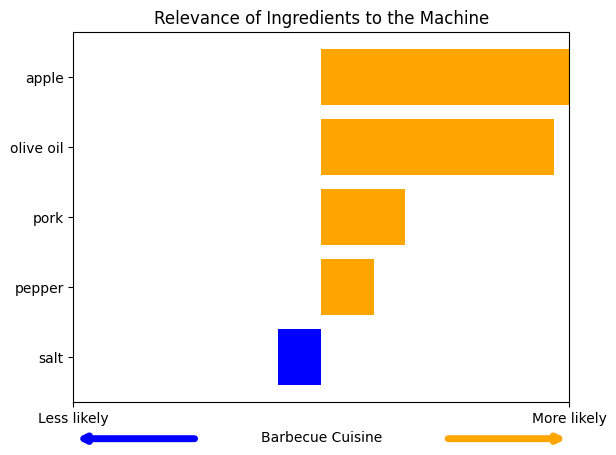 Relevance of Ingredients to the Machine
apple
olive oil
pork
pepper
salt
Less likely
More likely
Barbecue Cuisine